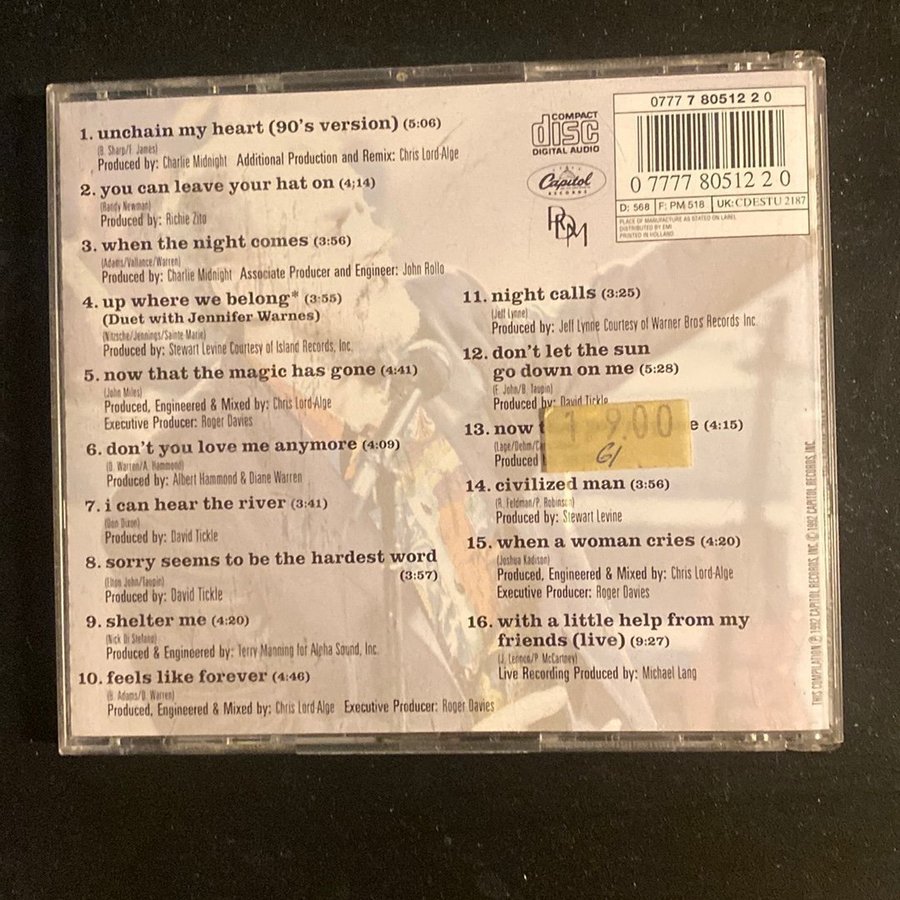 1. unchain my heart (90's version) (5:06)
(B. Sharp/F. James)
Produced by: Charlie Midnight Additional Production and Remix: Chris Lord-Alge
2. you can leave your hat on (4;14)
(Randy Newman)
Produced by: Richie Zito
3. when the night comes (3:56)
(Adams/Vallance/Warren)
Produced by: Charlie Midnight Associate Producer and Engineer: John Rollo
4. up where we belong* (3:55)
(Duet with Jennifer Warnes)
(Nitzsche/Jennings/Sainte Marie)
Produced by: Stewart Levine Courtesy of Island Records, Inc.
5. now that the magic has gone (4:41)
(John Miles)
Produced, Engineered & Mixed by: Chris Lord-Alge
Executive Producer: Roger Davies
6. don't you love me anymore (4:09)
(D. Warren/A. Hammond)
Produced by: Albert Hammond & Diane Warren
7. i can hear the river (3:41)
(Don Dixon)
Produced by: David Tickle
8. sorry seems to be the hardest word
(3:57)
(Elton John/Taupin)
Produced by: David Tickle
9. shelter me (4:20)
(Nick Di Stefano)
Produced & Engineered by: Terry Manning for Alpha Sound, Inc.
10. feels like forever (4:46)
(B. Adams/D. Warren)
Produced, Engineered & Mixed by: Chris Lord-Alge Executive Producer: Roger Davies
COMPACT
disc
DIGITAL AUDIO
Capitol
RECORDS
PRDM
0777 7 80512 2 0
0 7777 80512 2 0
D: 568 F: PM 518 UK: CDESTU 2187
PLACE OF MANUFACTURE AS STATED ON LABEL
DISTRIBUTED BY EMI
PRINTED IN HOLLAND
11. night calls (3:25)
(Jeff Lynne)
Produced by: Jeff Lynne Courtesy of Warner Bros Records Inc.
12. don't let the sun
go down on me (5:28)
(E. John/B. Taupin)
Produced by: David Tickle
13. now t e (4:15)
(Lage/Dehm/Ca
Produced
1 9.00
61
14. civilized man (3:56)
(R. Feldman/P. Robinson)
Produced by: Stewart Levine
15. when a woman cries (4:20)
(Joshua Kadison)
Produced, Engineered & Mixed by: Chris Lord-Alge
Executive Producer: Roger Davies
16. with a little help from my
friends (live) (9:27)
(J. Lennon/P. McCartney)
Live Recording Produced by: Michael Lang
THIS COMPILATION ℗ 1992 CAPITOL RECORDS, INC. © 1992 CAPITOL RECORDS, INC.